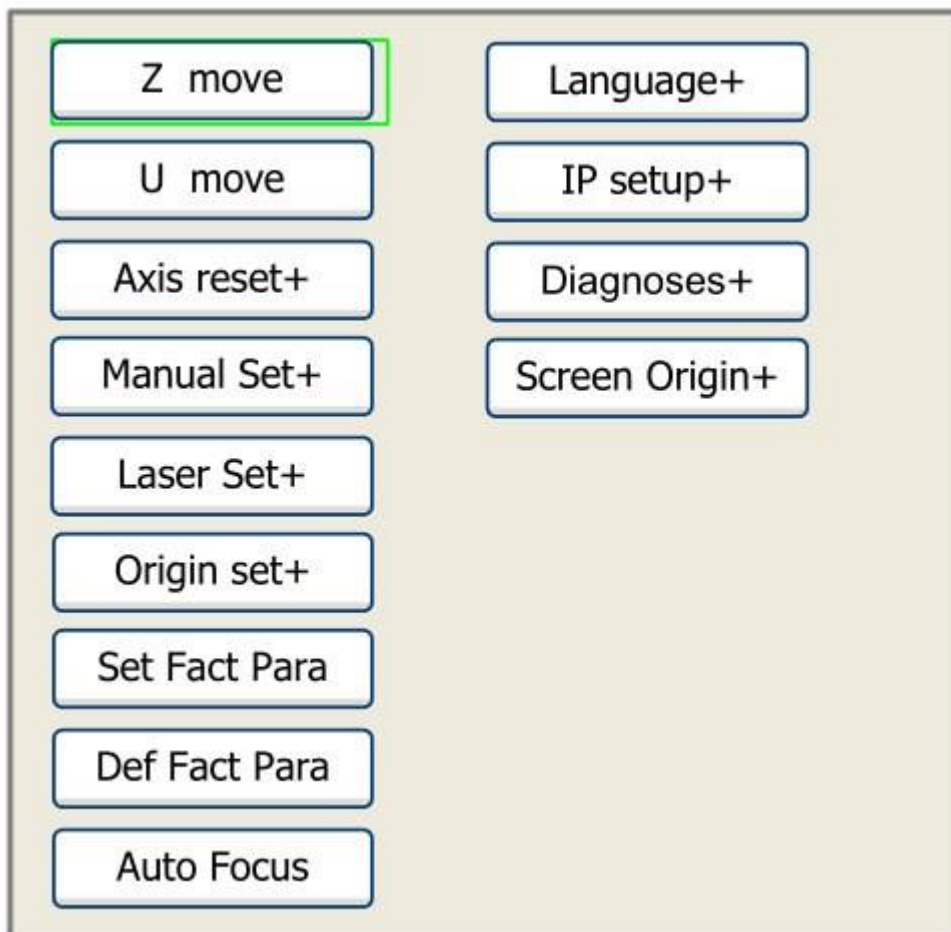 Z move
U move
Axis reset+
Manual Set+
Laser Set+
Origin set+
Set Fact Para
Def Fact Para
Auto Focus
Language+
IP setup+
Diagnoses+
Screen Origin+